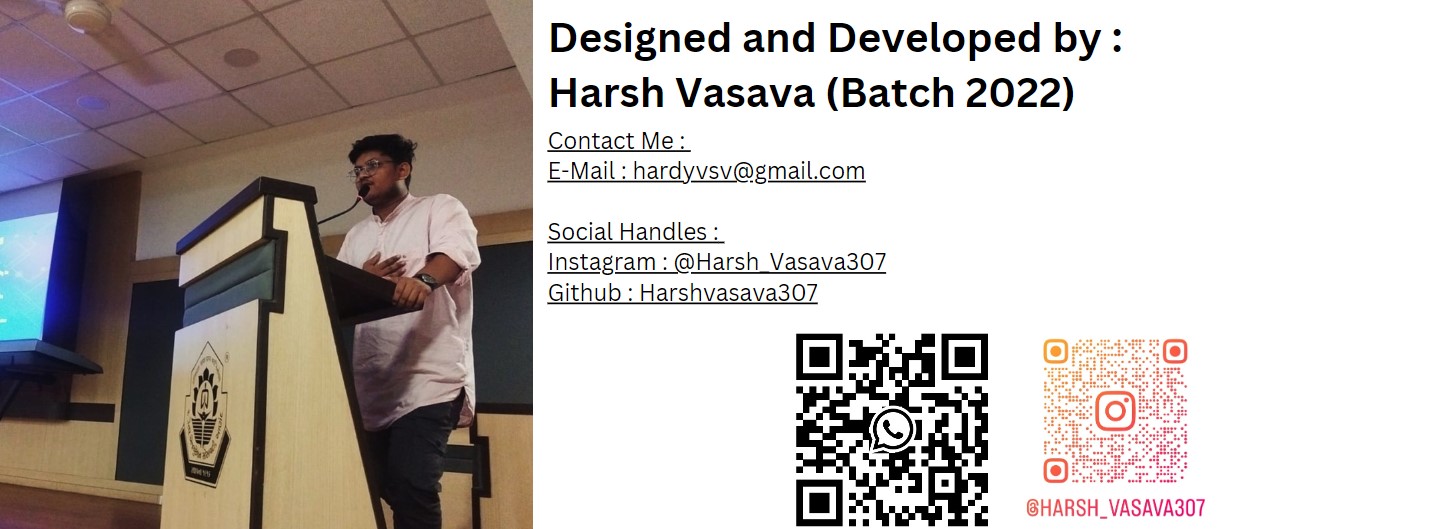 Designed and Developed by :
Harsh Vasava (Batch 2022)
Contact Me :
E-Mail : hardyvsv@gmail.com
Social Handles :
Instagram : @Harsh_Vasava307
Github : Harshvasava307
@HARSH_VASAVA307